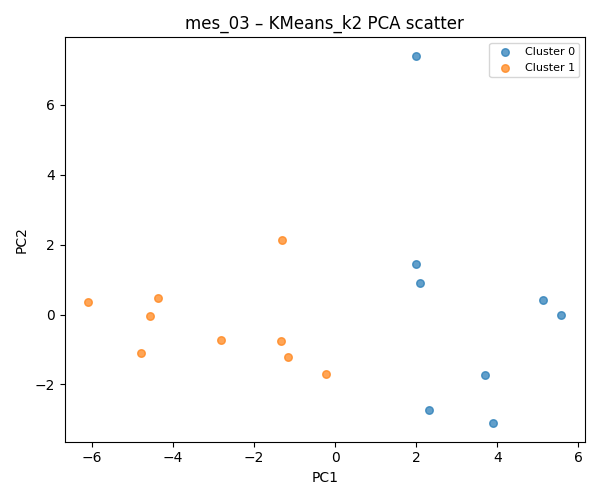 mes_03 – KMeans_k2 PCA scatter
Cluster 0
Cluster 1
PC2
6
4
2
0
−2
−6
−4
−2
0
2
4
6
PC1